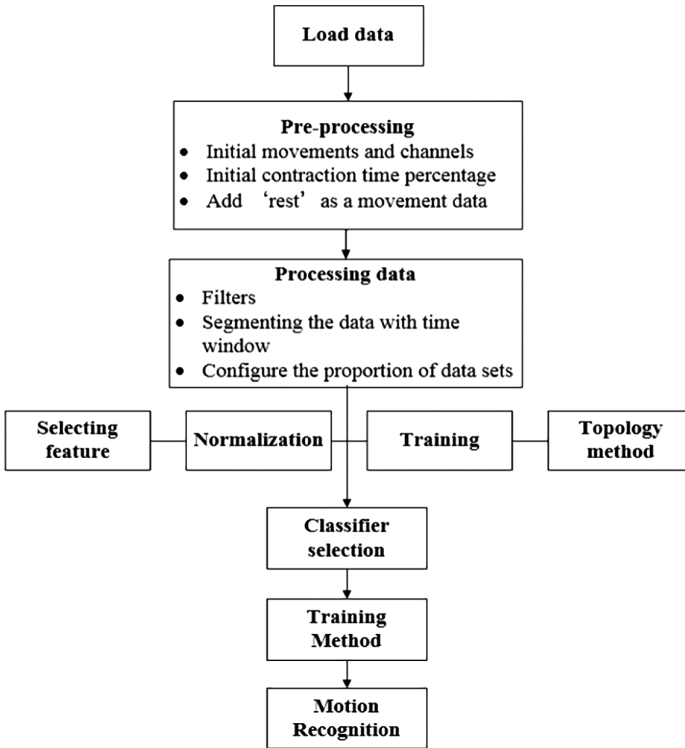 Load data
Pre-processing
• Initial movements and channels
• Initial contraction time percentage
• Add ‘rest’ as a movement data
Processing data
• Filters
• Segmenting the data with time
window
• Configure the proportion of data sets
Selecting
feature
Normalization
Training
Topology
method
Classifier
selection
Training
Method
Motion
Recognition